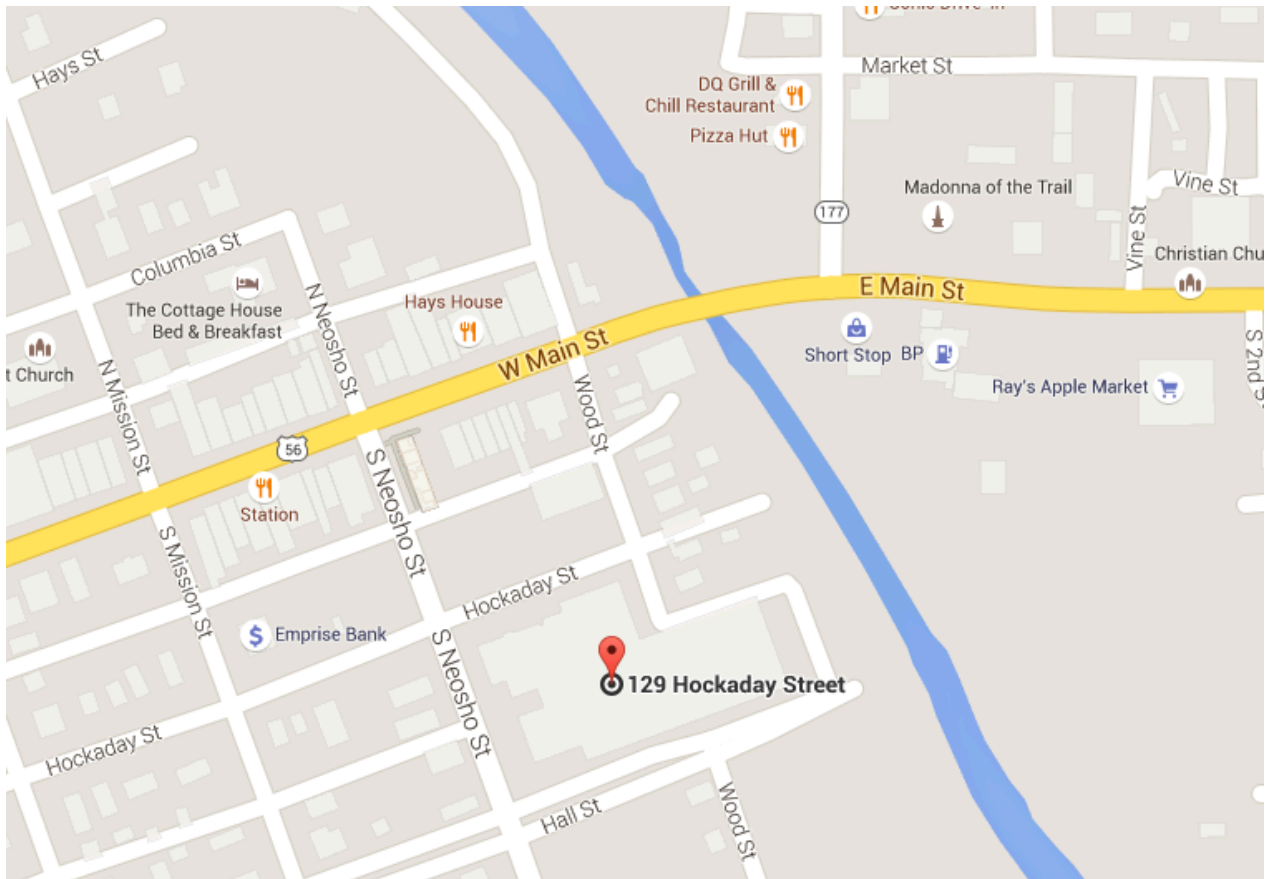 Hays St
Market St
DQ Grill &
Chill Restaurant
Pizza Hut
Vine St
Madonna of the Trail
177
Vine St
Columbia St
Christian Chu
The Cottage House
Bed & Breakfast
N Neosho St
Hays House
E Main St
W Main St
Short Stop
BP
t Church
N Mission St
Ray's Apple Market
S 2nd St
Wood St
56
Station
S Neosho St
S Mission St
Hockaday St
Emprise Bank
S Neosho St
129 Hockaday Street
Hockaday St
Hall St
Wood St